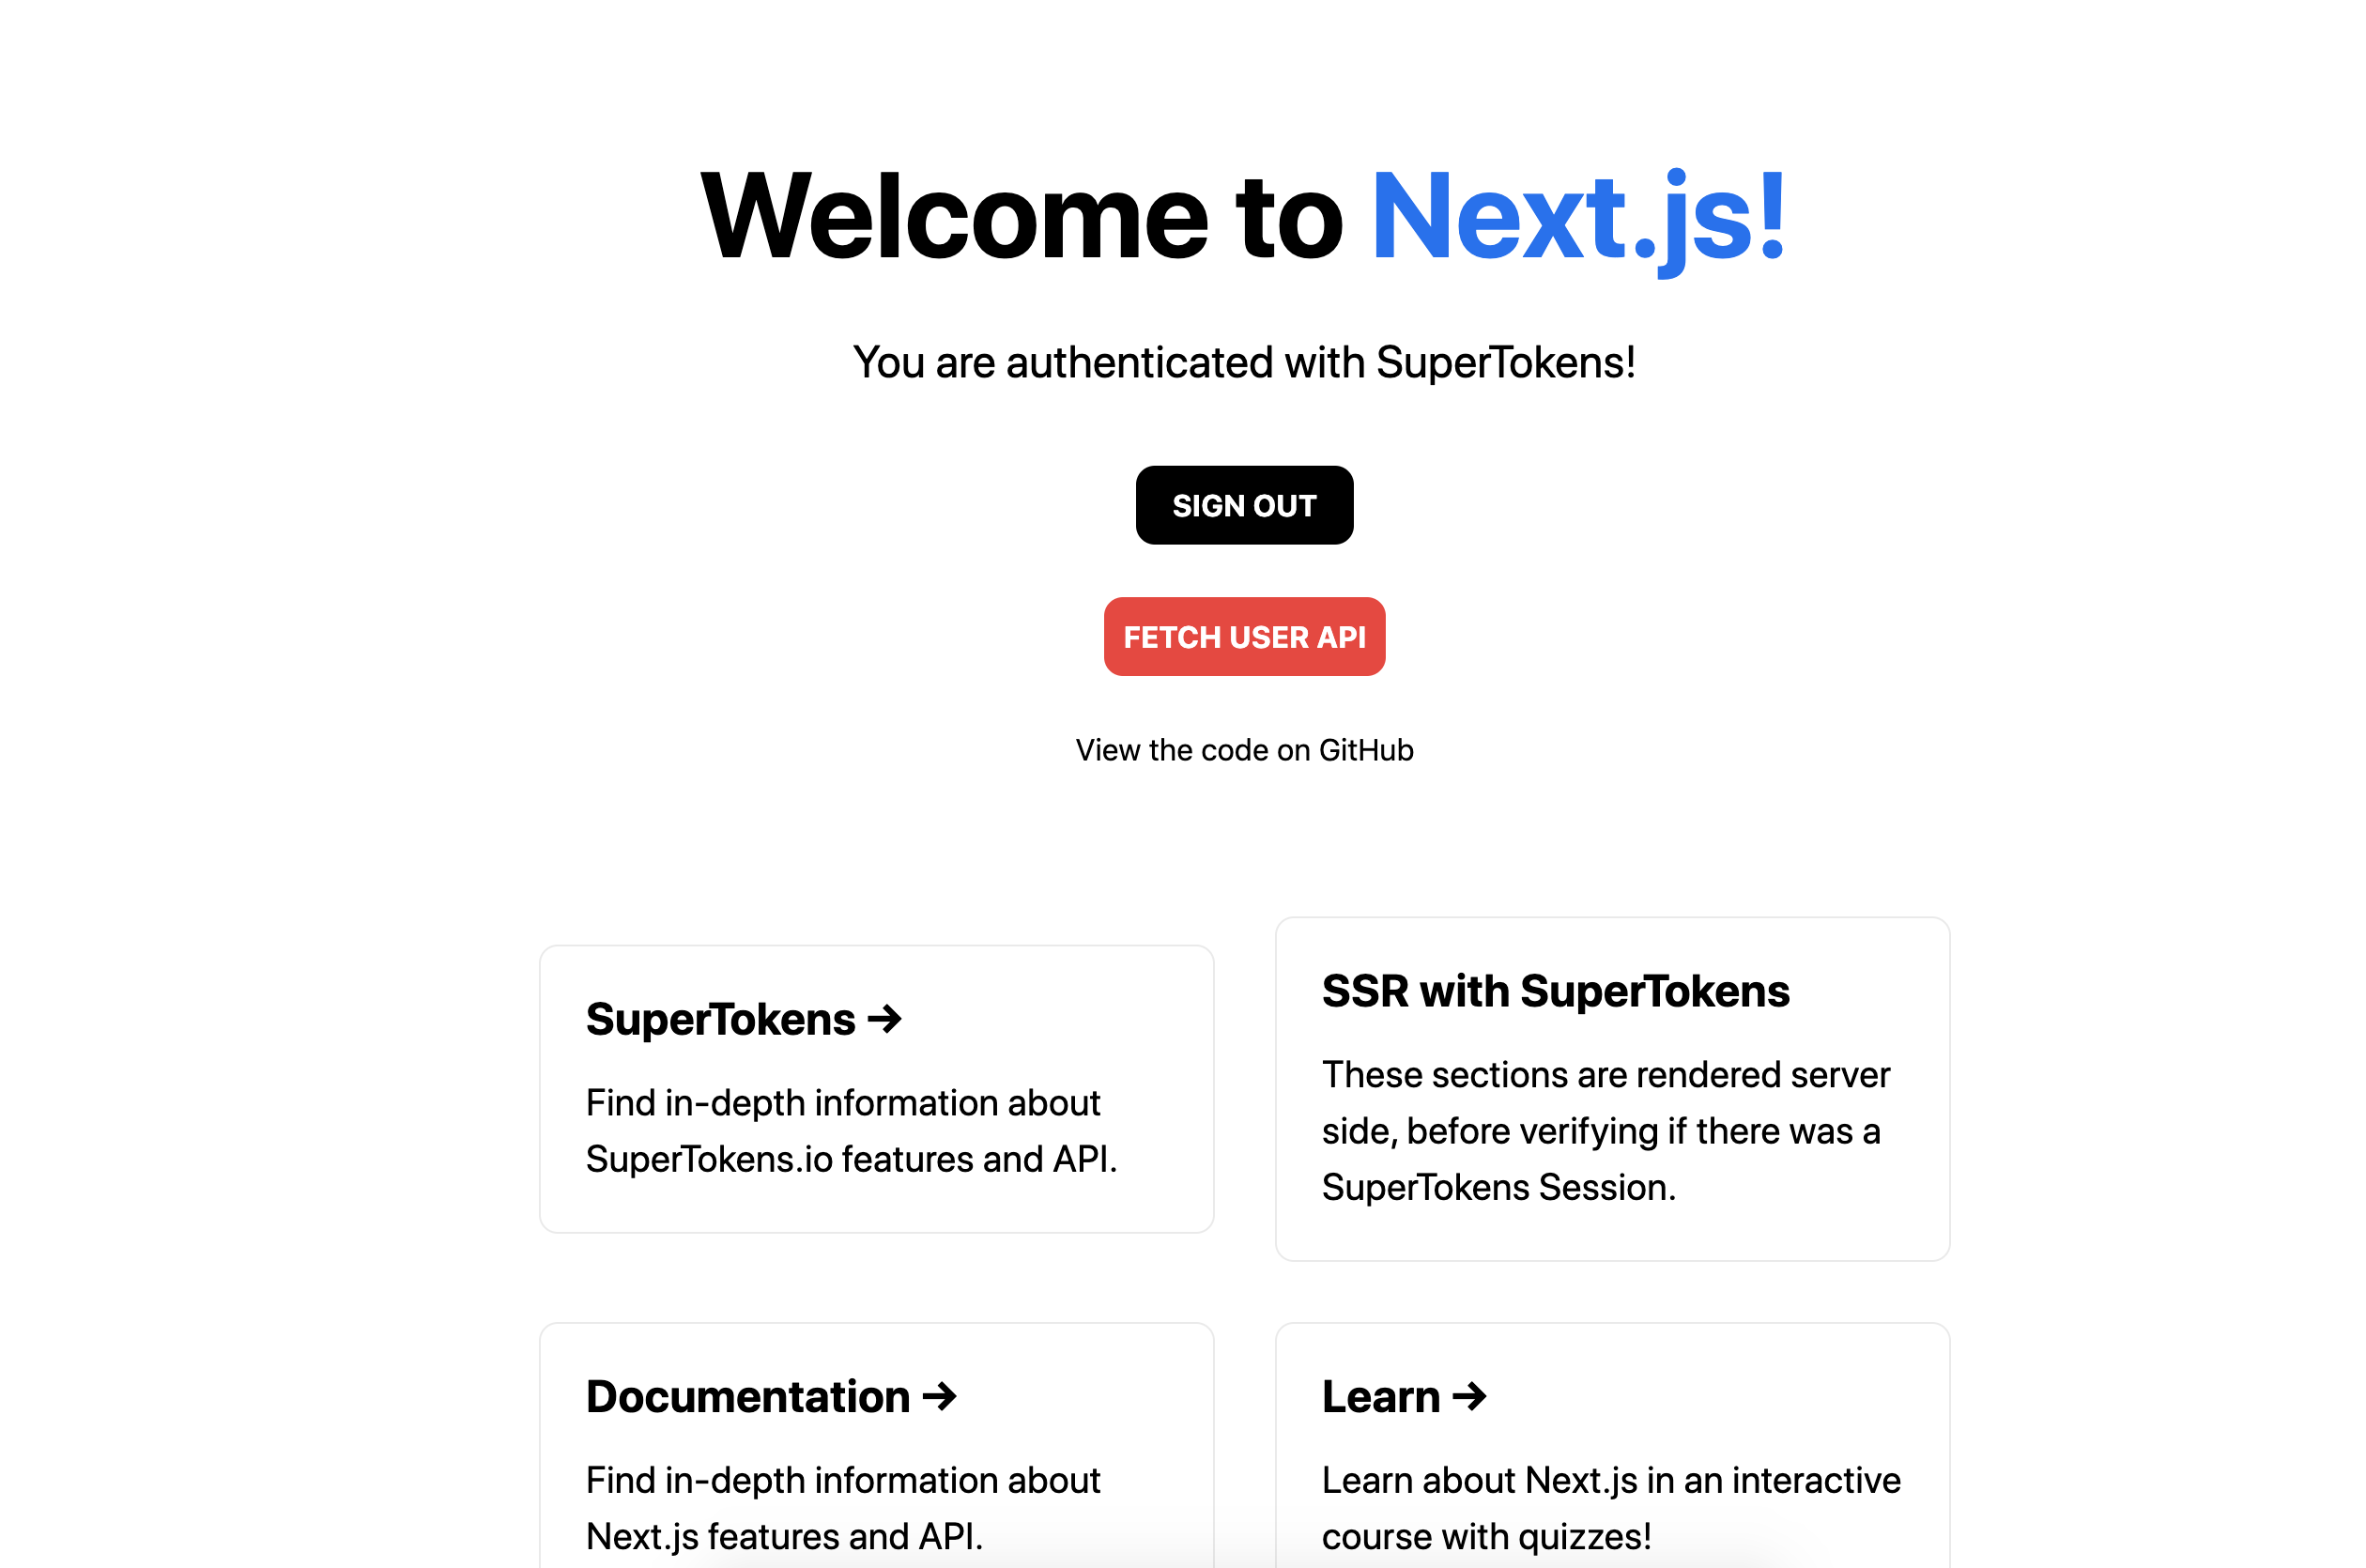 Welcome to Next.js!
You are authenticated with SuperTokens!
SIGN OUT
FETCH USER API
View the code on GitHub
SuperTokens →
Find in-depth information about
SuperTokens.io features and API.
SSR with SuperTokens
These sections are rendered server
side, before verifying if there was a
SuperTokens Session.
Documentation →
Find in-depth information about
Next.js features and API.
Learn →
Learn about Next.js in an interactive
course with quizzes!